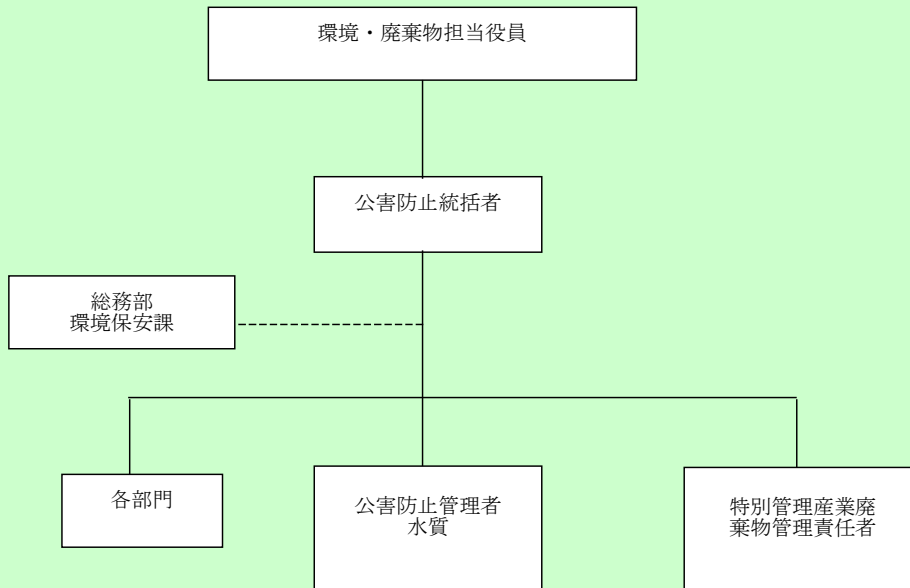 環境・廃棄物担当役員
公害防止統括者
総務部
環境保安課
各部門
公害防止管理者
水質
特別管理産業廃
棄物管理責任者